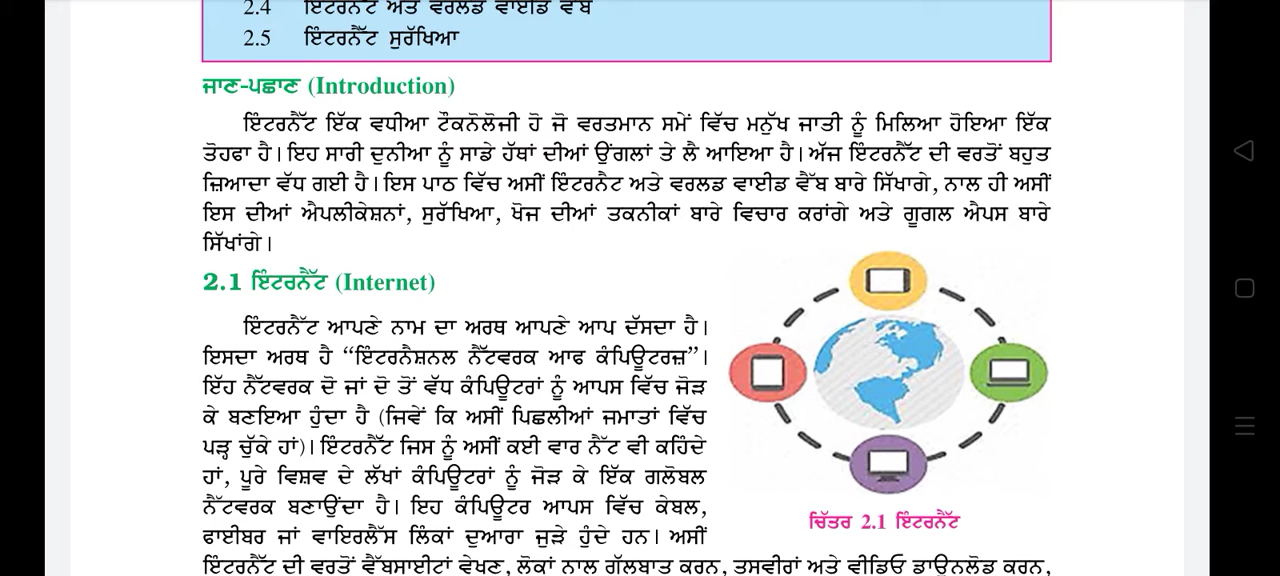 2.4 ਇੰਟਰਨੈੱਟ ਅਤੇ ਵਰਲਡ ਵਾਈਡ ਵੈੱਬ
2.5 ਇੰਟਰਨੈੱਟ ਸੁਰੱਖਿਆ
ਜਾਣ-ਪਛਾਣ (Introduction)
ਇੰਟਰਨੈੱਟ ਇੱਕ ਵਧੀਆ ਟੌਕਨੋਲੋਜੀ ਹੋ ਜੋ ਵਰਤਮਾਨ ਸਮੇਂ ਵਿੱਚ ਮਨੁੱਖ ਜਾਤੀ ਨੂੰ ਮਿਲਿਆ ਹੋਇਆ ਇੱਕ
ਤੋਹਫਾ ਹੈ। ਇਹ ਸਾਰੀ ਦੁਨੀਆ ਨੂੰ ਸਾਡੇ ਹੱਥਾਂ ਦੀਆਂ ਉਂਗਲਾਂ ਤੇ ਲੈ ਆਇਆ ਹੈ। ਅੱਜ ਇੰਟਰਨੈੱਟ ਦੀ ਵਰਤੋਂ ਬਹੁਤ
ਜ਼ਿਆਦਾ ਵੱਧ ਗਈ ਹੈ। ਇਸ ਪਾਠ ਵਿੱਚ ਅਸੀਂ ਇੰਟਰਨੈਟ ਅਤੇ ਵਰਲਡ ਵਾਈਡ ਵੈੱਬ ਬਾਰੇ ਸਿੱਖਾਗੇ, ਨਾਲ ਹੀ ਅਸੀਂ
ਇਸ ਦੀਆਂ ਐਪਲੀਕੇਸ਼ਨਾਂ, ਸੁਰੱਖਿਆ, ਖੋਜ ਦੀਆਂ ਤਕਨੀਕਾਂ ਬਾਰੇ ਵਿਚਾਰ ਕਰਾਂਗੇ ਅਤੇ ਗੂਗਲ ਐਪਸ ਬਾਰੇ
ਸਿੱਖਾਂਗੇ।
2.1 ਇੰਟਰਨੈੱਟ (Internet)
ਇੰਟਰਨੈੱਟ ਆਪਣੇ ਨਾਮ ਦਾ ਅਰਥ ਆਪਣੇ ਆਪ ਦੱਸਦਾ ਹੈ।
ਇਸਦਾ ਅਰਥ ਹੈ “ਇੰਟਰਨੈਸ਼ਨਲ ਨੈੱਟਵਰਕ ਆਫ ਕੰਪਿਊਟਰਜ਼”।
ਇੱਹ ਨੈੱਟਵਰਕ ਦੋ ਜਾਂ ਦੋ ਤੋਂ ਵੱਧ ਕੰਪਿਊਟਰਾਂ ਨੂੰ ਆਪਸ ਵਿੱਚ ਜੋੜ
ਕੇ ਬਣਇਆ ਹੁੰਦਾ ਹੈ (ਜਿਵੇਂ ਕਿ ਅਸੀਂ ਪਿਛਲੀਆਂ ਜਮਾਤਾਂ ਵਿੱਚ
ਪੜ੍ਹ ਚੁੱਕੇ ਹਾਂ)। ਇੰਟਰਨੈੱਟ ਜਿਸ ਨੂੰ ਅਸੀਂ ਕਈ ਵਾਰ ਨੈੱਟ ਵੀ ਕਹਿੰਦੇ
ਹਾਂ, ਪੂਰੇ ਵਿਸ਼ਵ ਦੇ ਲੱਖਾਂ ਕੰਪਿਊਟਰਾਂ ਨੂੰ ਜੋੜ ਕੇ ਇੱਕ ਗਲੋਬਲ
ਨੈੱਟਵਰਕ ਬਣਾਉਂਦਾ ਹੈ। ਇਹ ਕੰਪਿਊਟਰ ਆਪਸ ਵਿੱਚ ਕੇਬਲ,
ਫਾਈਬਰ ਜਾਂ ਵਾਇਰਲੈੱਸ ਲਿੰਕਾਂ ਦੁਆਰਾ ਜੁੜੇ ਹੁੰਦੇ ਹਨ। ਅਸੀਂ
ਚਿੱਤਰ 2.1 ਇੰਟਰਨੈੱਟ
ਇੰਟਰਨੈੱਟ ਦੀ ਵਰਤੋਂ ਵੈੱਬਸਾਈਟਾਂ ਵੇਖਣ, ਲੋਕਾਂ ਨਾਲ ਗੱਲਬਾਤ ਕਰਨ, ਤਸਵੀਰਾਂ ਅਤੇ ਵੀਡਿਓ ਡਾਊਨਲੋਡ ਕਰਨ,